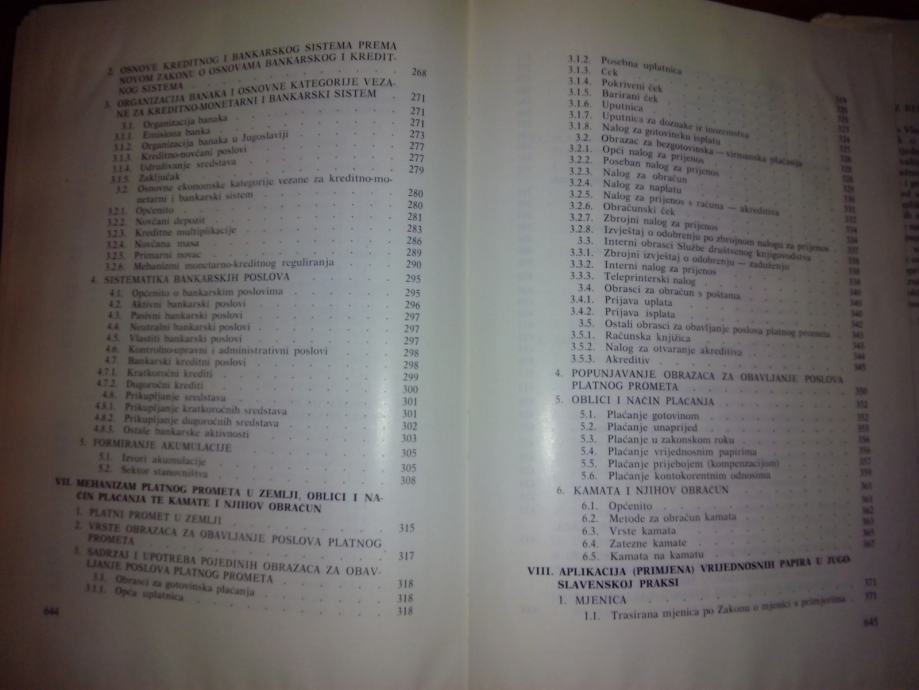 2. OSNOVE KREDITNOG I BANKARSKOG SISTEMA PREMA
NOVOM ZAKONU O OSNOVAMA BANKARSKOG I KREDIT-
NOG SISTEMA 268
3. ORGANIZACIJA BANAKA I OSNOVNE KATEGORIJE VEZA-
NE ZA KREDITNO-MONETARNI I BANKARSKI SISTEM 271
3.1. Organizacija banaka 271
3.1.1. Emisiona banka 271
3.1.2. Organizacija banaka u Jugoslaviji 273
3.1.3. Kreditno-novčani poslovi 277
3.1.4. Udruživanje sredstava 277
3.1.5. Zaključak 279
3.2. Osnovne ekonomske kategorije vezane za kreditno-mo-
netarni i bankarski sistem 280
3.2.1. Općenito 280
3.2.2. Novčani depozit 281
3.2.3. Kreditne multiplikacije 283
3.2.4. Novčana masa 286
3.2.5. Primarni novac 289
3.2.6. Mehanizmi monetarno-kreditnog reguliranja 290
4. SISTEMATIKA BANKARSKIH POSLOVA 295
4.1. Općenito o bankarskim poslovima 295
4.2. Aktivni bankarski poslovi 296
4.3. Pasivni bankarski poslovi 297
4.4. Neutralni bankarski poslovi 297
4.5. Vlastiti bankarski poslovi 297
4.6. Kontrolno-upravni i administrativni poslovi 298
4.7. Bankarski kreditni poslovi 298
4.7.1. Kratkoročni krediti 299
4.7.2. Dugoročni krediti 300
4.8. Prikupljanje sredstava 301
4.8.1. Prikupljanje kratkoročnih sredstava 301
4.8.2. Prikupljanje dugoročnih sredstava 302
4.8.3. Ostale bankarske aktivnosti 303
5. FORMIRANJE AKUMULACIJE 305
5.1. Izvori akumulacije 305
5.2. Sektor stanovništva 308
VII. MEHANIZAM PLATNOG PROMETA U ZEMLJI, OBLICI I NA-
ČIN PLAĆANJA TE KAMATE I NJIHOV OBRAČUN
1. PLATNI PROMET U ZEMLJI 315
2. VRSTE OBRAZACA ZA OBAVLJANJE POSLOVA PLATNOG
PROMETA 317
3. SADRŽAJ I UPOTREBA POJEDINIH OBRAZACA ZA OBAV-
LJANJE POSLOVA PLATNOG PROMETA 318
3.1. Obrasci za gotovinska plaćanja 318
3.1.1. Opća uplatnica 318
644
3.1.2. Posebna uplatnica
3.1.3. Ček
3.1.4. Pokriveni ček
3.1.5. Barirani ček
3.1.6. Uputnica
3.1.7. Uputnica za doznake iz inozemstva
3.1.8. Nalog za gotovinsku isplatu
3.2. Obrazac za bezgotovinska — virmanska plaćanja
3.2.1. Opći nalog za prijenos
3.2.2. Poseban nalog za prijenos
3.2.3. Nalog za obračun
3.2.4. Nalog za naplatu
3.2.5. Nalog za prijenos s računa — akreditiva
3.2.6. Obračunski ček
3.2.7. Zbrojni nalog za prijenos
3.2.8. Izvještaj o odobrenju po zbrojnom nalogu za prijenos
3.3. Interni obrasci Službe društvenog knjigovodstva
3.3.1. Zbrojni izvještaj o odobrenju — zaduženju
3.3.2. Interni nalog za prijenos
3.3.3. Teleprinterski nalog
3.4. Obrasci za obračun s poštama
3.4.1. Prijava uplata
3.4.2. Prijava isplata
3.5. Ostali obrasci za obavljanje poslova platnog prometa
3.5.1. Računska knjižica
3.5.2. Nalog za otvaranje akreditiva
3.5.3. Akreditiv 345
4. POPUNJAVANJE OBRAZACA ZA OBAVLJANJE POSLOVA
PLATNOG PROMETA 350
5. OBLICI I NAČIN PLAĆANJA 352
5.1. Plaćanje gotovinom 352
5.2. Plaćanje unaprijed 353
5.3. Plaćanje u zakonskom roku 356
5.4. Plaćanje vrijednosnim papirima 356
5.5. Plaćanje prijebojem (kompenzacijom) 357
5.6. Plaćanje kontokorentnim odnosima 359
6. KAMATA I NJIHOV OBRAČUN 361
6.1. Općenito 361
6.2. Metode za obračun kamata 362
6.3. Vrste kamata 363
6.4. Zatezne kamate 365
6.5. Kamata na kamatu 367
VIII. APLIKACIJA (PRIMJENA) VRIJEDNOSNIH PAPIRA U JUGO-
SLAVENSKOJ PRAKSI
1. MJENICA 371
1.1. Trasirana mjenica po Zakonu o mjenici s primjerima 371
645